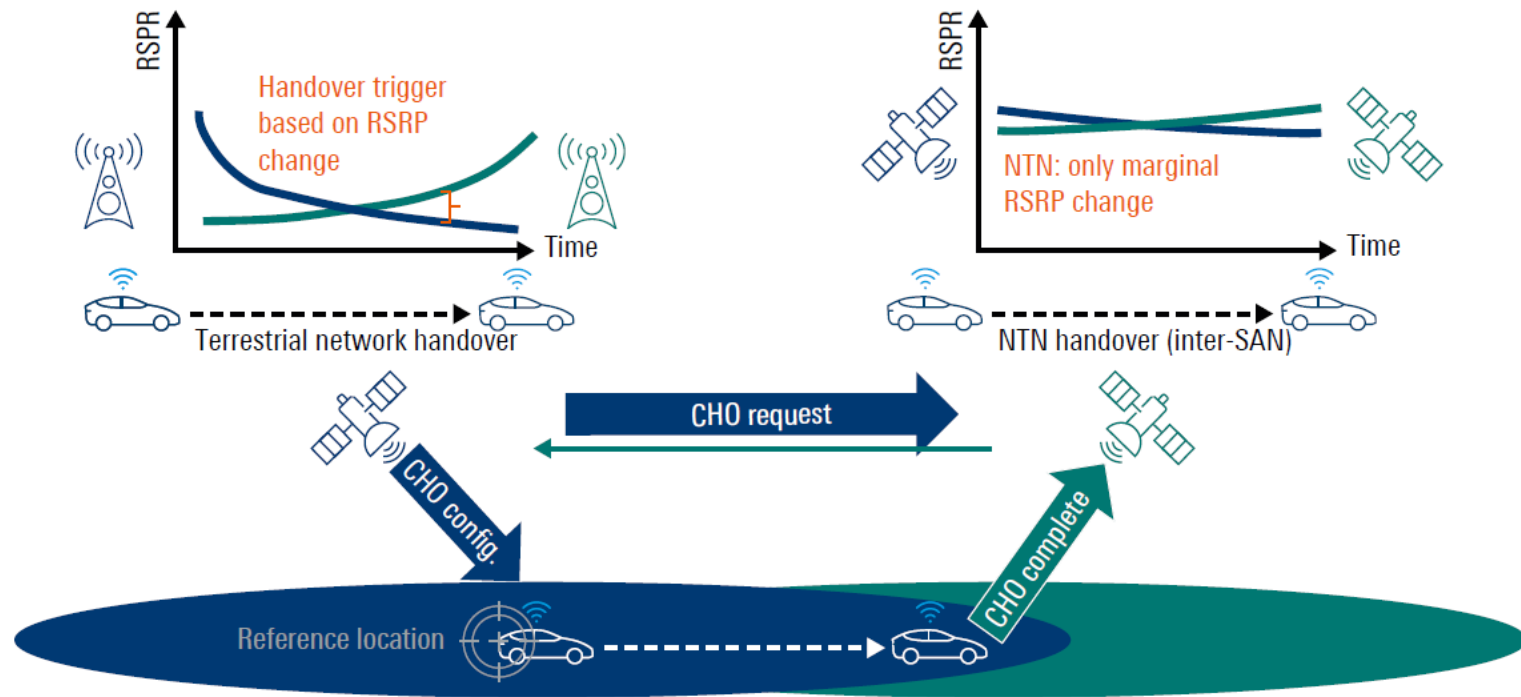 RSPR
Handover trigger
based on RSRP
change
Time
Terrestrial network handover
RSPR
NTN: only marginal
RSRP change
Time
NTN handover (inter-SAN)
CHO request
CHO config.
CHO complete
Reference location